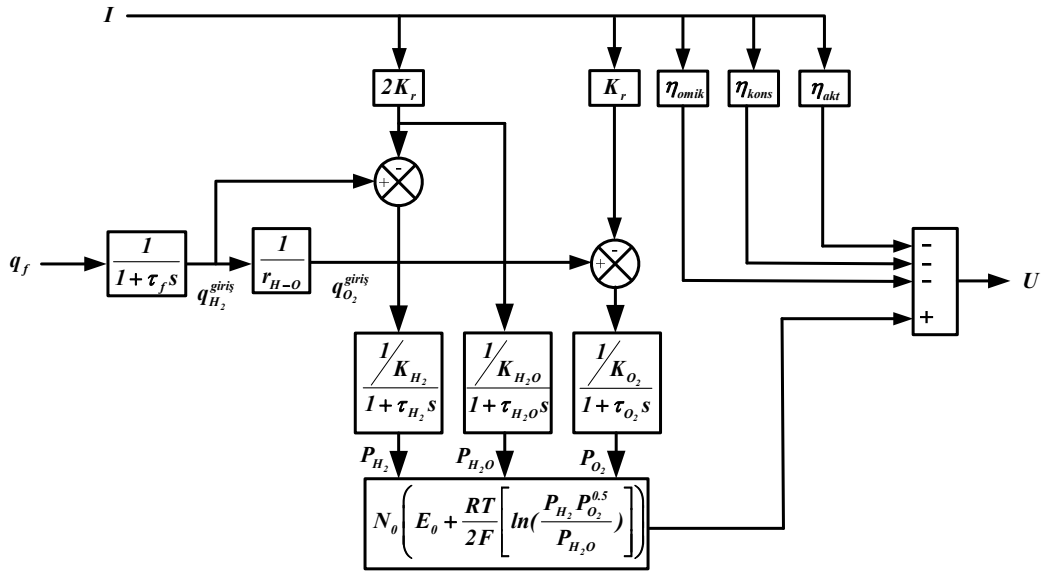 I
2K_r
K_r
η_omik
η_kons
η_akt
-
+
-
+
q_f
1
1 + τ_f s
q_H₂^giriş
1
r_H-O
q_O₂^giriş
-
-
-
+
U
1/K_H₂
1 + τ_H₂ s
1/K_H₂O
1 + τ_H₂O s
1/K_O₂
1 + τ_O₂ s
P_H₂
P_H₂O
P_O₂
N_0 ( E_0 + RT/2F [ ln( P_H₂ P_O₂^0.5 / P_H₂O ) ] )